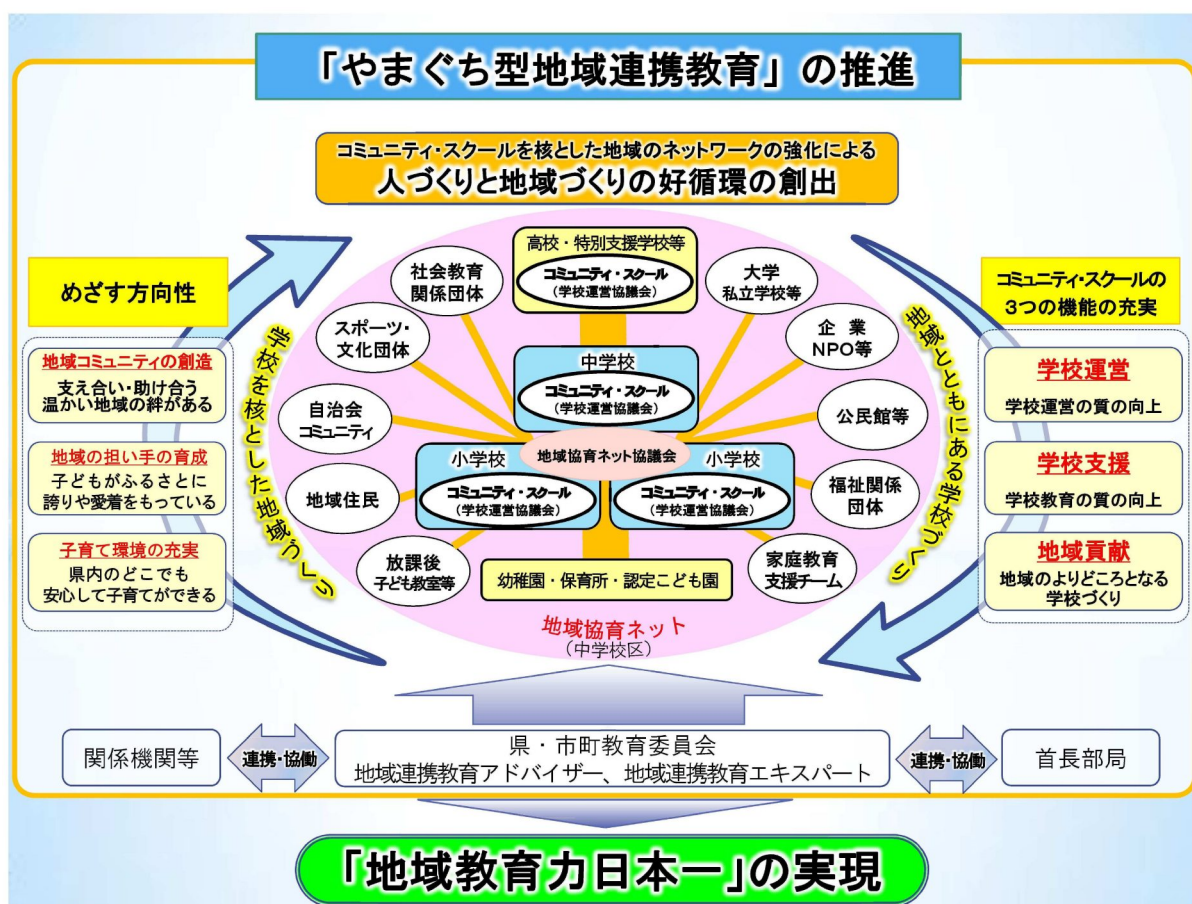 「やまぐち型地域連携教育」の推進
コミュニティ・スクールを核とした地域のネットワークの強化による
人づくりと地域づくりの好循環の創出
めざす方向性
地域コミュニティの創造
支え合い・助け合う
温かい地域の絆がある
地域の担い手の育成
子どもがふるさとに
誇りや愛着をもっている
子育て環境の充実
県内のどこでも
安心して子育てができる
学校を核とした地域づくり
高校・特別支援学校等
コミュニティ・スクール
(学校運営協議会)
社会教育
関係団体
大学
私立学校等
スポーツ・
文化団体
企 業
NPO等
中学校
コミュニティ・スクール
(学校運営協議会)
自治会
コミュニティ
公民館等
地域協育ネット協議会
小学校
コミュニティ・スクール
(学校運営協議会)
小学校
コミュニティ・スクール
(学校運営協議会)
地域住民
福祉関係
団体
放課後
子ども教室等
幼稚園・保育所・認定こども園
家庭教育
支援チーム
地域協育ネット
(中学校区)
地域とともにある学校づくり
コミュニティ・スクールの
3つの機能の充実
学校運営
学校運営の質の向上
学校支援
学校教育の質の向上
地域貢献
地域のよりどころとなる
学校づくり
関係機関等
連携・協働
県・市町教育委員会
地域連携教育アドバイザー、地域連携教育エキスパート
連携・協働
首長部局
「地域教育力日本一」の実現